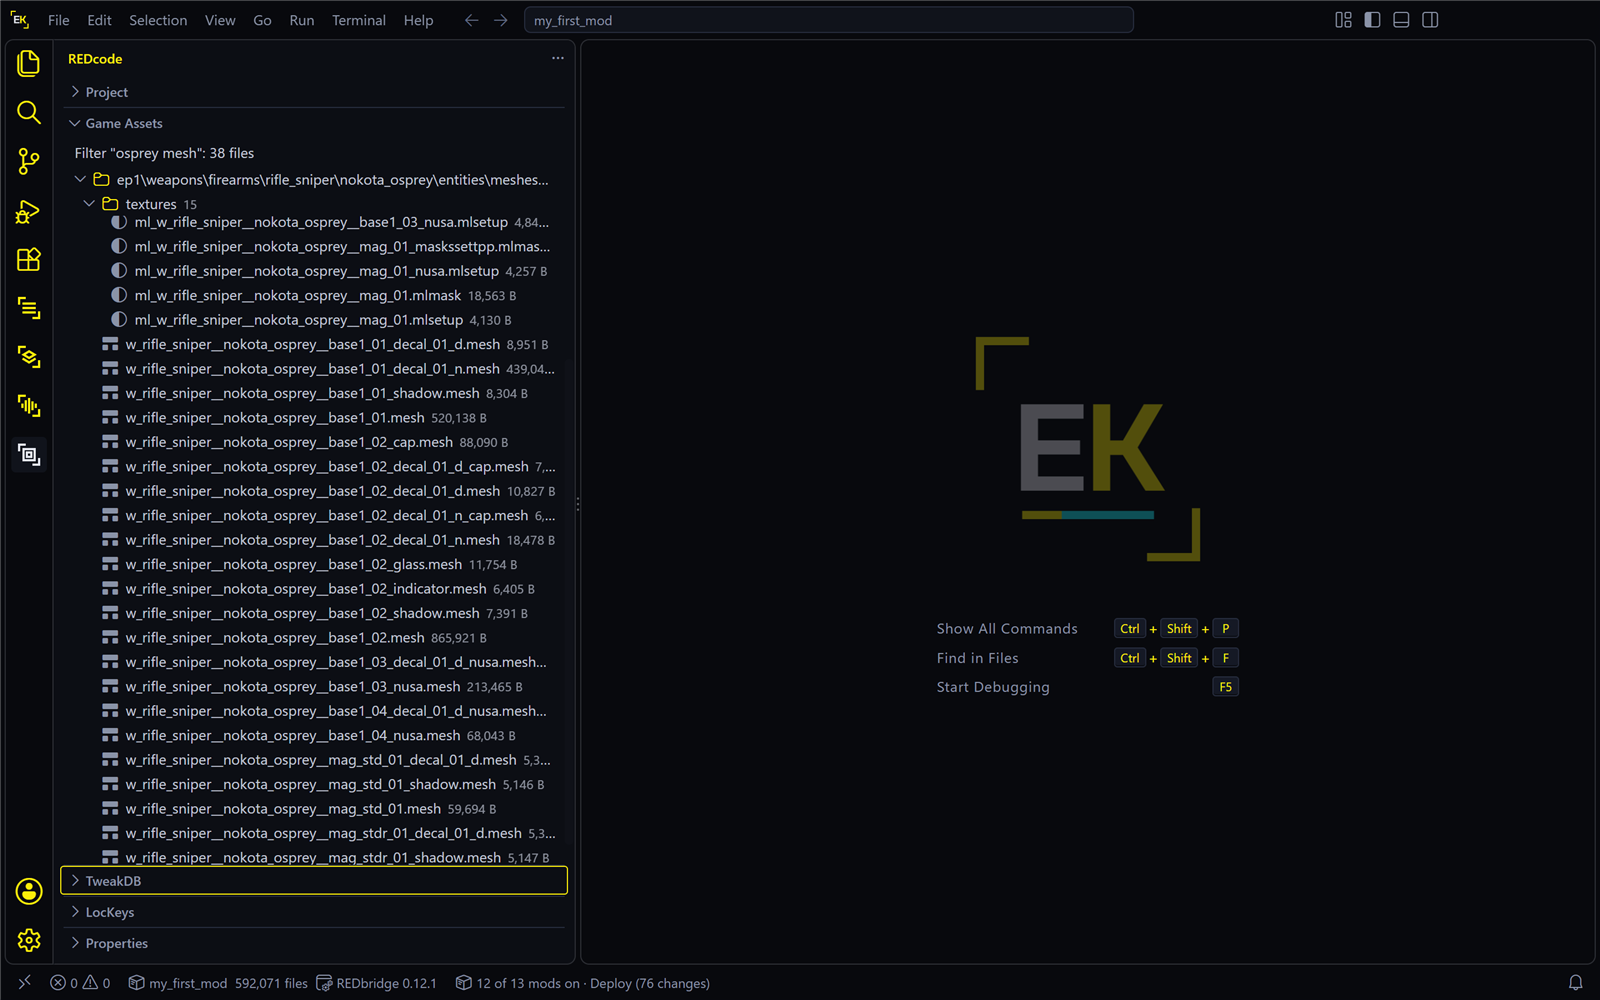 EK File Edit Selection View Go Run Terminal Help my_first_mod
REDcode
Project
Game Assets
Filter "osprey mesh": 38 files
ep1\weapons\firearms\rifle_sniper\nokota_osprey\entities\meshes...
textures 15
ml_w_rifle_sniper__nokota_osprey__base1_03_nusa.mlsetup 4,84...
ml_w_rifle_sniper__nokota_osprey__mag_01_maskssettpp.mlmas...
ml_w_rifle_sniper__nokota_osprey__mag_01_nusa.mlsetup 4,257 B
ml_w_rifle_sniper__nokota_osprey__mag_01.mlmask 18,563 B
ml_w_rifle_sniper__nokota_osprey__mag_01.mlsetup 4,130 B
w_rifle_sniper__nokota_osprey__base1_01_decal_01_d.mesh 8,951 B
w_rifle_sniper__nokota_osprey__base1_01_decal_01_n.mesh 439,04...
w_rifle_sniper__nokota_osprey__base1_01_shadow.mesh 8,304 B
w_rifle_sniper__nokota_osprey__base1_01.mesh 520,138 B
w_rifle_sniper__nokota_osprey__base1_02_cap.mesh 88,090 B
w_rifle_sniper__nokota_osprey__base1_02_decal_01_d_cap.mesh 7,...
w_rifle_sniper__nokota_osprey__base1_02_decal_01_d.mesh 10,827 B
w_rifle_sniper__nokota_osprey__base1_02_decal_01_n_cap.mesh 6,...
w_rifle_sniper__nokota_osprey__base1_02_decal_01_n.mesh 18,478 B
w_rifle_sniper__nokota_osprey__base1_02_glass.mesh 11,754 B
w_rifle_sniper__nokota_osprey__base1_02_indicator.mesh 6,405 B
w_rifle_sniper__nokota_osprey__base1_02_shadow.mesh 7,391 B
w_rifle_sniper__nokota_osprey__base1_02.mesh 865,921 B
w_rifle_sniper__nokota_osprey__base1_03_decal_01_d_nusa.mesh...
w_rifle_sniper__nokota_osprey__base1_03_nusa.mesh 213,465 B
w_rifle_sniper__nokota_osprey__base1_04_decal_01_d_nusa.mesh...
w_rifle_sniper__nokota_osprey__base1_04_nusa.mesh 68,043 B
w_rifle_sniper__nokota_osprey__mag_std_01_decal_01_d.mesh 5,3...
w_rifle_sniper__nokota_osprey__mag_std_01_shadow.mesh 5,146 B
w_rifle_sniper__nokota_osprey__mag_std_01.mesh 59,694 B
w_rifle_sniper__nokota_osprey__mag_stdr_01_decal_01_d.mesh 5,3...
w_rifle_sniper__nokota_osprey__mag_stdr_01_shadow.mesh 5,147 B
TweakDB
LocKeys
Properties
EK
Show All Commands Ctrl + Shift + P
Find in Files Ctrl + Shift + F
Start Debugging F5
0 0 my_first_mod 592,071 files REDbridge 0.12.1 12 of 13 mods on · Deploy (76 changes)